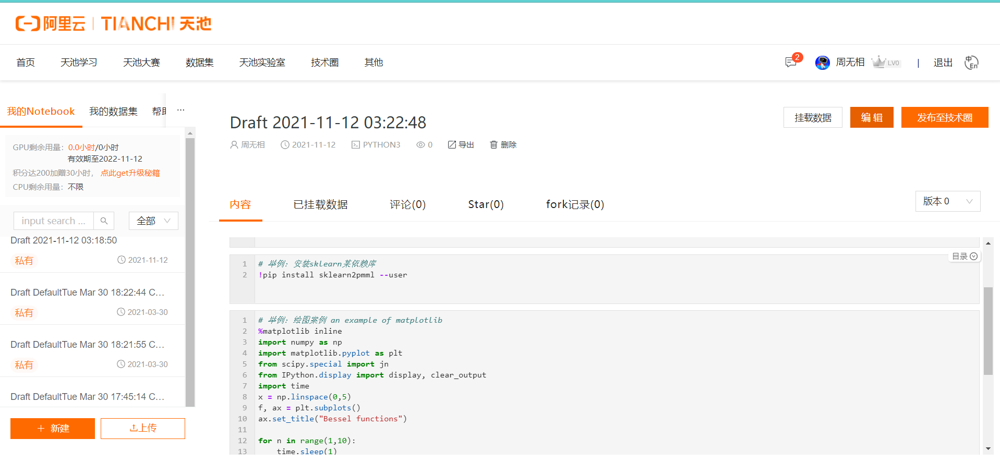 阿里云 | TIANCHI 天池
首页 天池学习 天池大赛 数据集 天池实验室 技术圈 其他 2 周无相 LV0 | 退出 中 En
我的Notebook 我的数据集 ...
Draft 2021-11-12 03:22:48
挂载数据 编 辑 发布至技术圈
周无相 2021-11-12 PYTHON3 0 导出 删除
GPU剩余用量： 0.0小时/0小时
有效期至2022-11-12
积分达200加赠30小时， 点此get升级秘籍
CPU剩余用量： 不限
input search ... 全部
Draft 2021-11-12 03:18:50
私有 2021-11-12
Draft DefaultTue Mar 30 18:22:44 C...
私有 2021-03-30
Draft DefaultTue Mar 30 18:21:55 C...
私有 2021-03-30
Draft DefaultTue Mar 30 17:45:14 C...
新建 上传
内容 已挂载数据 评论(0) Star(0) fork记录(0) 版本 0
目录
1 # 举例：安装sklearn某依赖库
2 !pip install sklearn2pmml --user
1 # 举例：绘图案例 an example of matplotlib
2 %matplotlib inline
3 import numpy as np
4 import matplotlib.pyplot as plt
5 from scipy.special import jn
6 from IPython.display import display, clear_output
7 import time
8 x = np.linspace(0,5)
9 f, ax = plt.subplots()
10 ax.set_title("Bessel functions")
11
12 for n in range(1,10):
13 time.sleep(1)